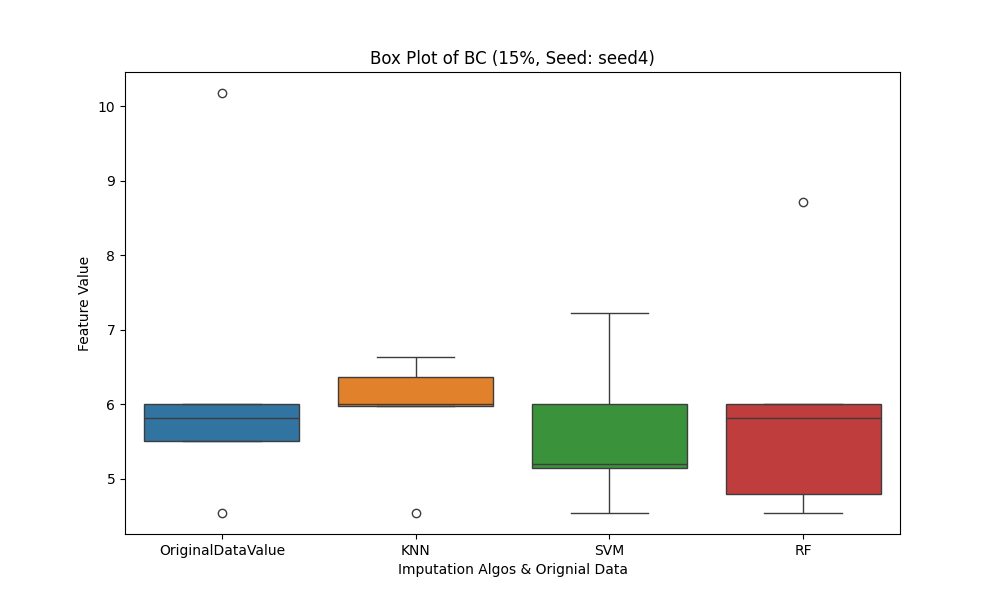 Box Plot of BC (15%, Seed: seed4)
10
9
8
7
6
5
Feature Value
OriginalDataValue KNN SVM RF
Imputation Algos & Orignial Data